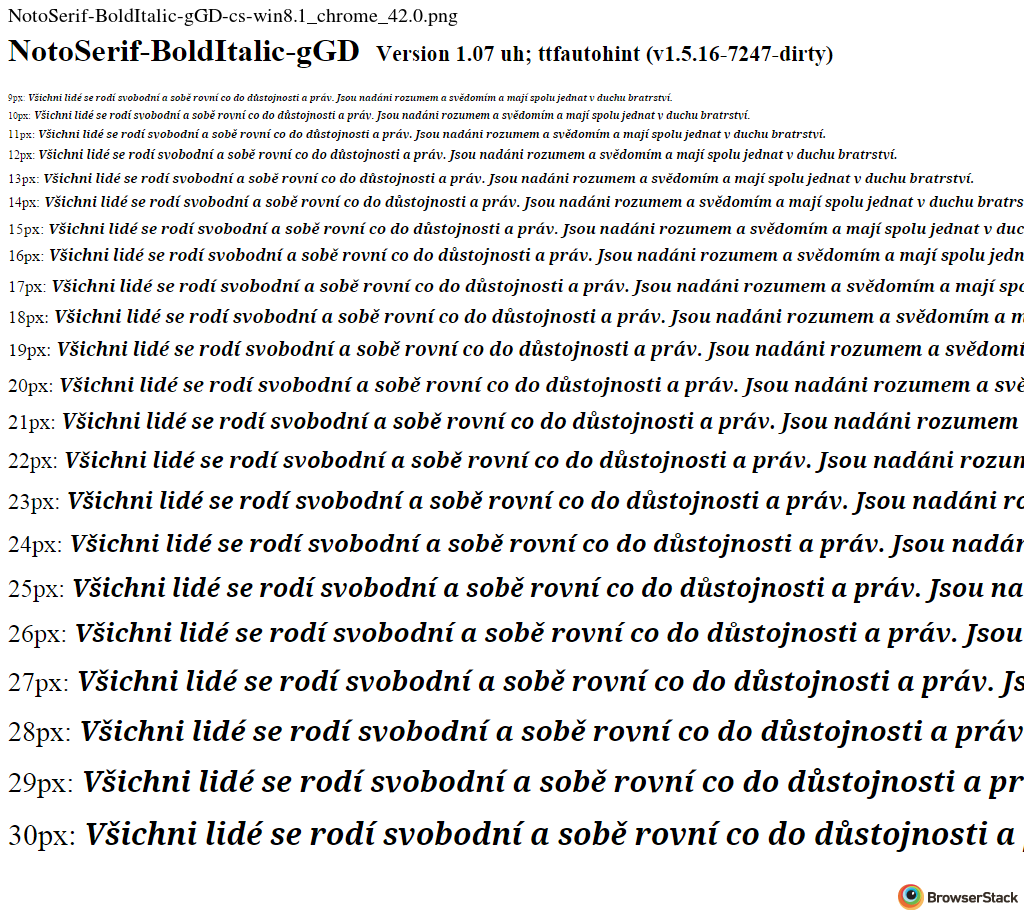 NotoSerif-BoldItalic-gGD-cs-win8.1_chrome_42.0.png
NotoSerif-BoldItalic-gGD Version 1.07 uh; ttfautohint (v1.5.16-7247-dirty)
9px: Všichni lidé se rodí svobodní a sobě rovní co do důstojnosti a práv. Jsou nadáni rozumem a svědomím a mají spolu jednat v duchu bratrství.
10px: Všichni lidé se rodí svobodní a sobě rovní co do důstojnosti a práv. Jsou nadáni rozumem a svědomím a mají spolu jednat v duchu bratrství.
11px: Všichni lidé se rodí svobodní a sobě rovní co do důstojnosti a práv. Jsou nadáni rozumem a svědomím a mají spolu jednat v duchu bratrství.
12px: Všichni lidé se rodí svobodní a sobě rovní co do důstojnosti a práv. Jsou nadáni rozumem a svědomím a mají spolu jednat v duchu bratrství.
13px: Všichni lidé se rodí svobodní a sobě rovní co do důstojnosti a práv. Jsou nadáni rozumem a svědomím a mají spolu jednat v duchu bratrství.
14px: Všichni lidé se rodí svobodní a sobě rovní co do důstojnosti a práv. Jsou nadáni rozumem a svědomím a mají spolu jednat v duchu bratrs
15px: Všichni lidé se rodí svobodní a sobě rovní co do důstojnosti a práv. Jsou nadáni rozumem a svědomím a mají spolu jednat v duc
16px: Všichni lidé se rodí svobodní a sobě rovní co do důstojnosti a práv. Jsou nadáni rozumem a svědomím a mají spolu jedn
17px: Všichni lidé se rodí svobodní a sobě rovní co do důstojnosti a práv. Jsou nadáni rozumem a svědomím a mají spo
18px: Všichni lidé se rodí svobodní a sobě rovní co do důstojnosti a práv. Jsou nadáni rozumem a svědomím a m
19px: Všichni lidé se rodí svobodní a sobě rovní co do důstojnosti a práv. Jsou nadáni rozumem a svědomí
20px: Všichni lidé se rodí svobodní a sobě rovní co do důstojnosti a práv. Jsou nadáni rozumem a svě
21px: Všichni lidé se rodí svobodní a sobě rovní co do důstojnosti a práv. Jsou nadáni rozumem
22px: Všichni lidé se rodí svobodní a sobě rovní co do důstojnosti a práv. Jsou nadáni rozum
23px: Všichni lidé se rodí svobodní a sobě rovní co do důstojnosti a práv. Jsou nadáni ro
24px: Všichni lidé se rodí svobodní a sobě rovní co do důstojnosti a práv. Jsou nadán
25px: Všichni lidé se rodí svobodní a sobě rovní co do důstojnosti a práv. Jsou na
26px: Všichni lidé se rodí svobodní a sobě rovní co do důstojnosti a práv. Jsou
27px: Všichni lidé se rodí svobodní a sobě rovní co do důstojnosti a práv. Js
28px: Všichni lidé se rodí svobodní a sobě rovní co do důstojnosti a práv
29px: Všichni lidé se rodí svobodní a sobě rovní co do důstojnosti a pr
30px: Všichni lidé se rodí svobodní a sobě rovní co do důstojnosti a
BrowserStack